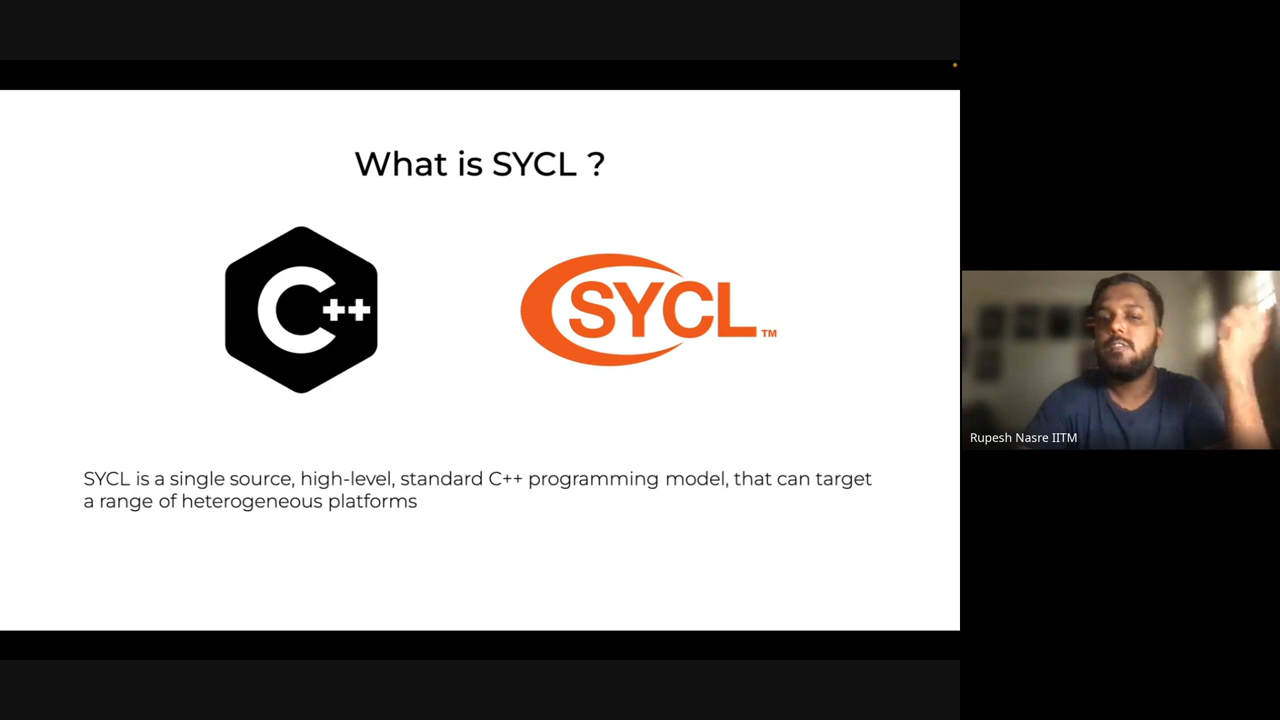 What is SYCL ?
C++
SYCL TM
SYCL is a single source, high-level, standard C++ programming model, that can target
a range of heterogeneous platforms
Rupesh Nasre IITM